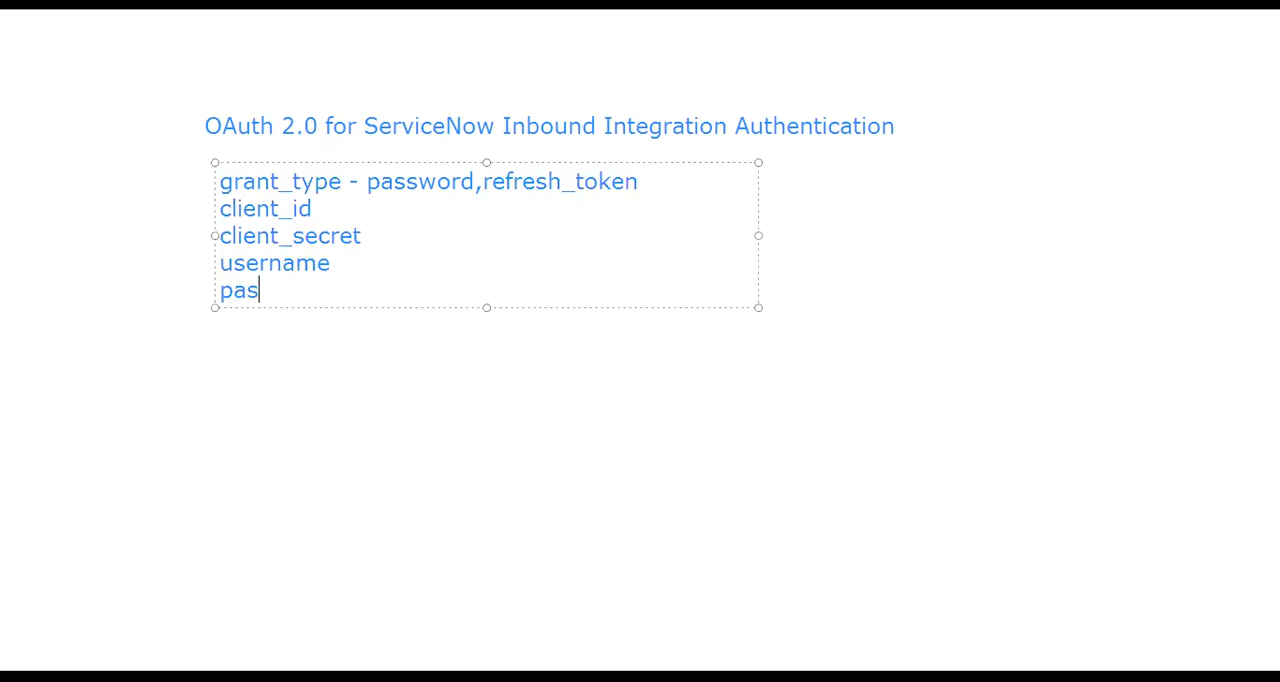 OAuth 2.0 for ServiceNow Inbound Integration Authentication
grant_type - password,refresh_token
client_id
client_secret
username
pas